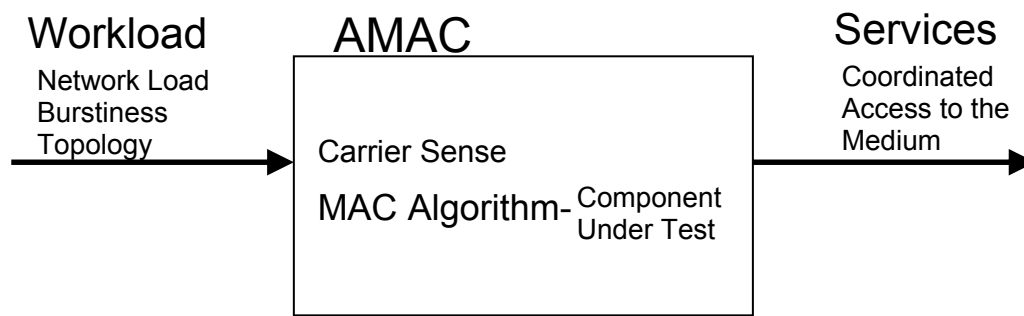 Workload
Network Load
Burstiness
Topology
AMAC
Carrier Sense
MAC Algorithm- Component
Under Test
Services
Coordinated
Access to the
Medium